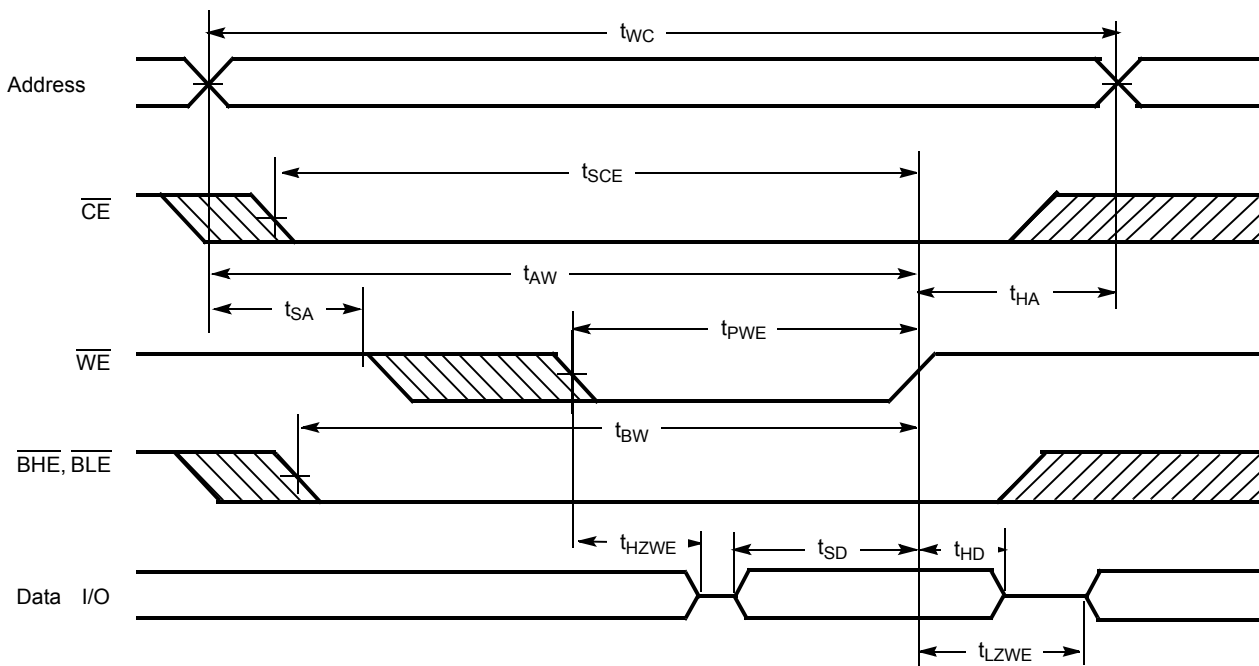 tWC
Address
tSCE
CE
tAW
tHA
tSA
tPWE
WE
tBW
BHE, BLE
tHZWE
tSD
tHD
Data I/O
tLZWE